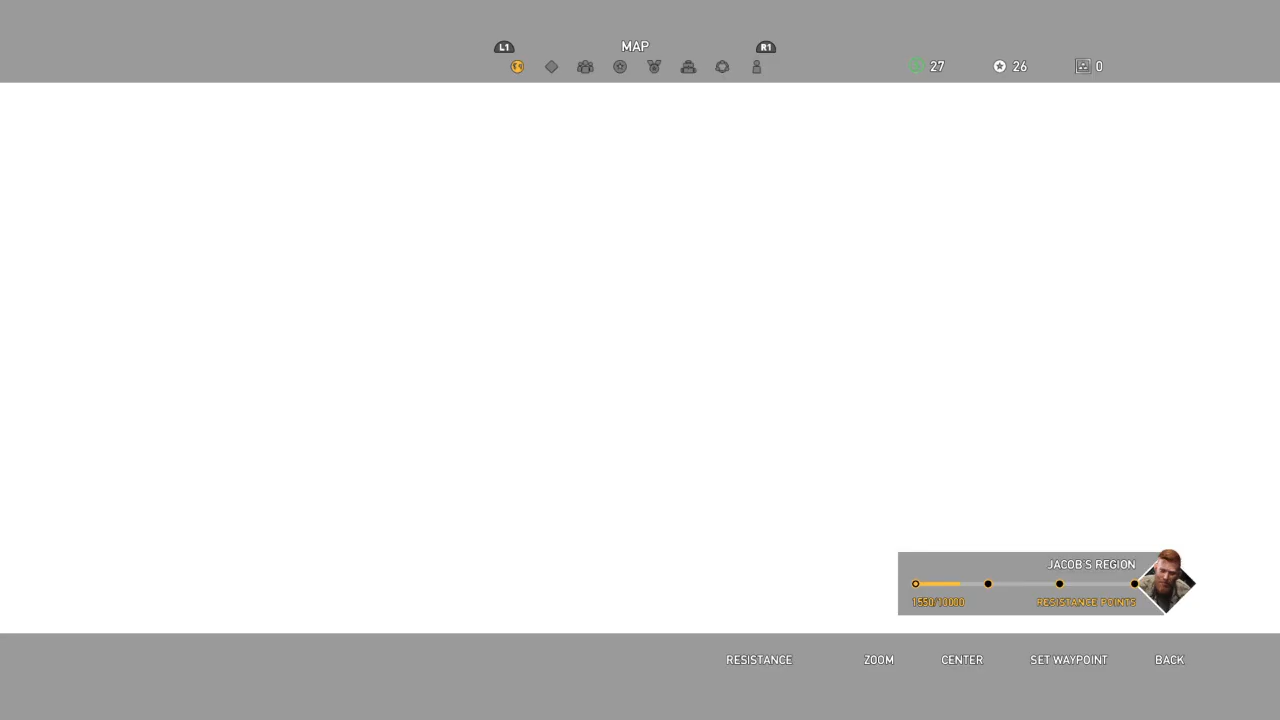 L1 MAP R1
27 26 0
JACOB'S REGION
1550/10000 RESISTANCE POINTS
RESISTANCE ZOOM CENTER SET WAYPOINT BACK